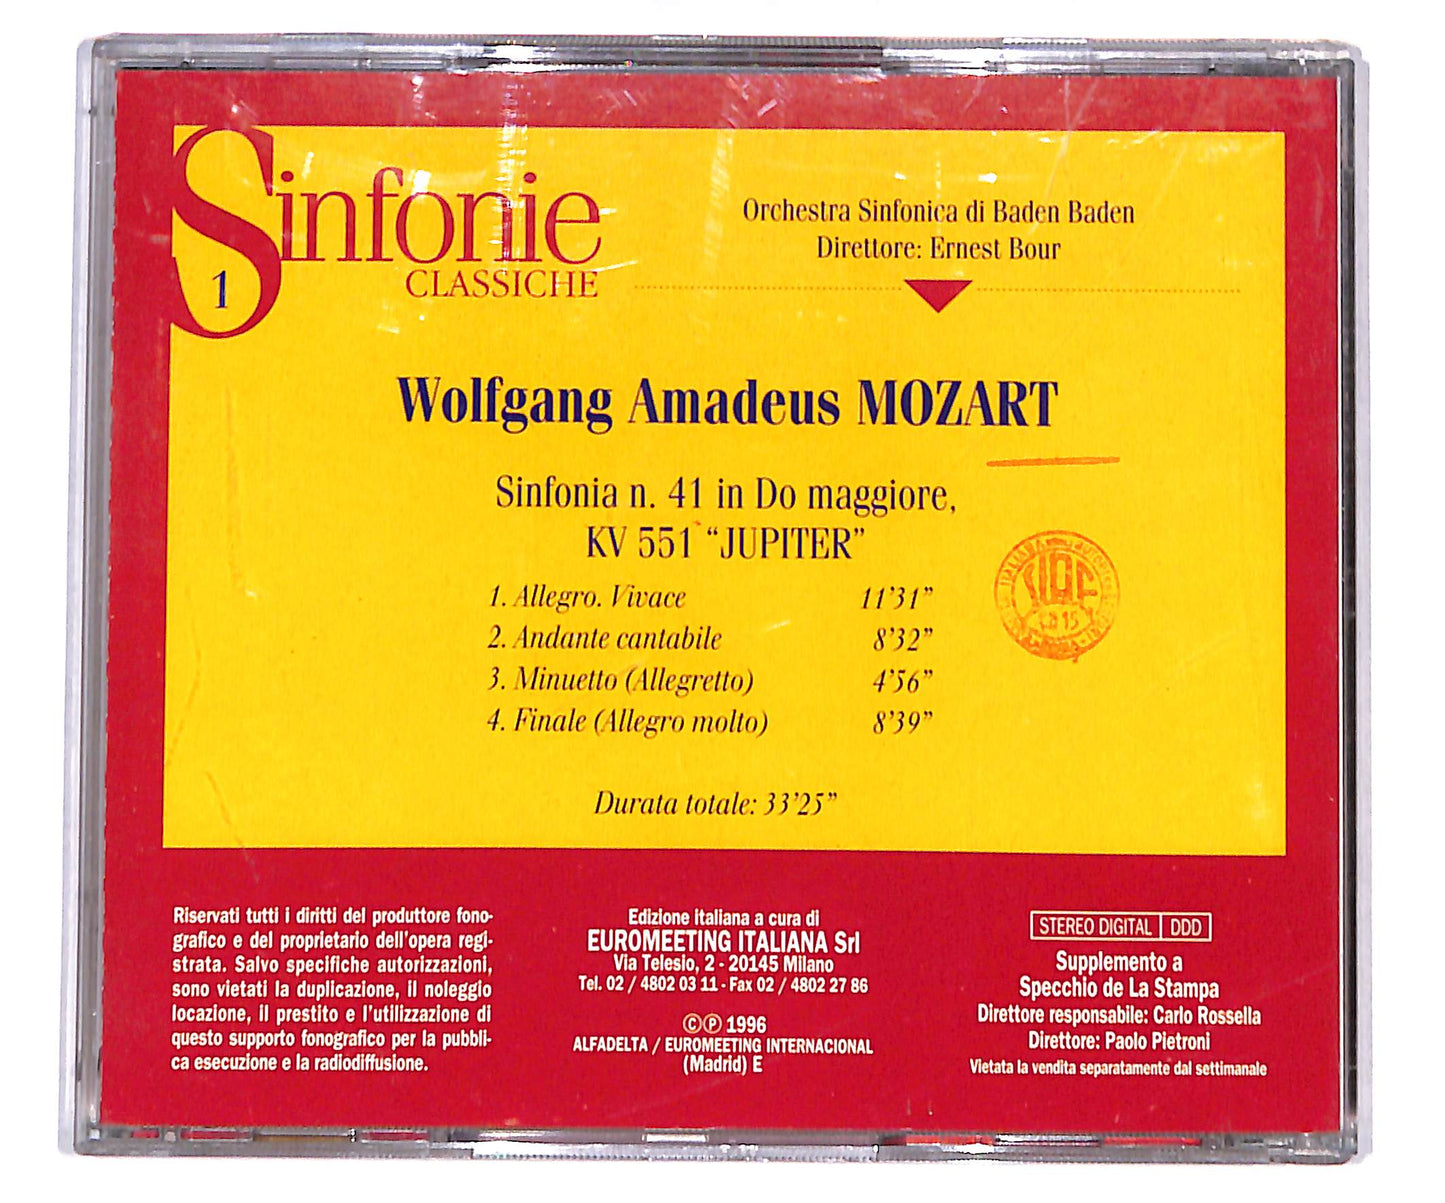 Sinfonie
CLASSICHE
1
Orchestra Sinfonica di Baden Baden
Direttore: Ernest Bour
Wolfgang Amadeus MOZART
Sinfonia n. 41 in Do maggiore,
KV 551 “JUPITER”
1. Allegro. Vivace 11’31”
2. Andante cantabile 8’32”
3. Minuetto (Allegretto) 4’56”
4. Finale (Allegro molto) 8’39”
Durata totale: 33’25”
Riservati tutti i diritti del produttore fono-
grafico e del proprietario dell'opera regi-
strata. Salvo specifiche autorizzazioni,
sono vietati la duplicazione, il noleggio
locazione, il prestito e l'utilizzazione di
questo supporto fonografico per la pubbli-
ca esecuzione e la radiodiffusione.
Edizione italiana a cura di
EUROMEETING ITALIANA Srl
Via Telesio, 2 - 20145 Milano
Tel. 02 / 4802 03 11 - Fax 02 / 4802 27 86
©℗ 1996
ALFADELTA / EUROMEETING INTERNACIONAL
(Madrid) E
STEREO DIGITAL | DDD
Supplemento a
Specchio de La Stampa
Direttore responsabile: Carlo Rossella
Direttore: Paolo Pietroni
Vietata la vendita separatamente dal settimanale